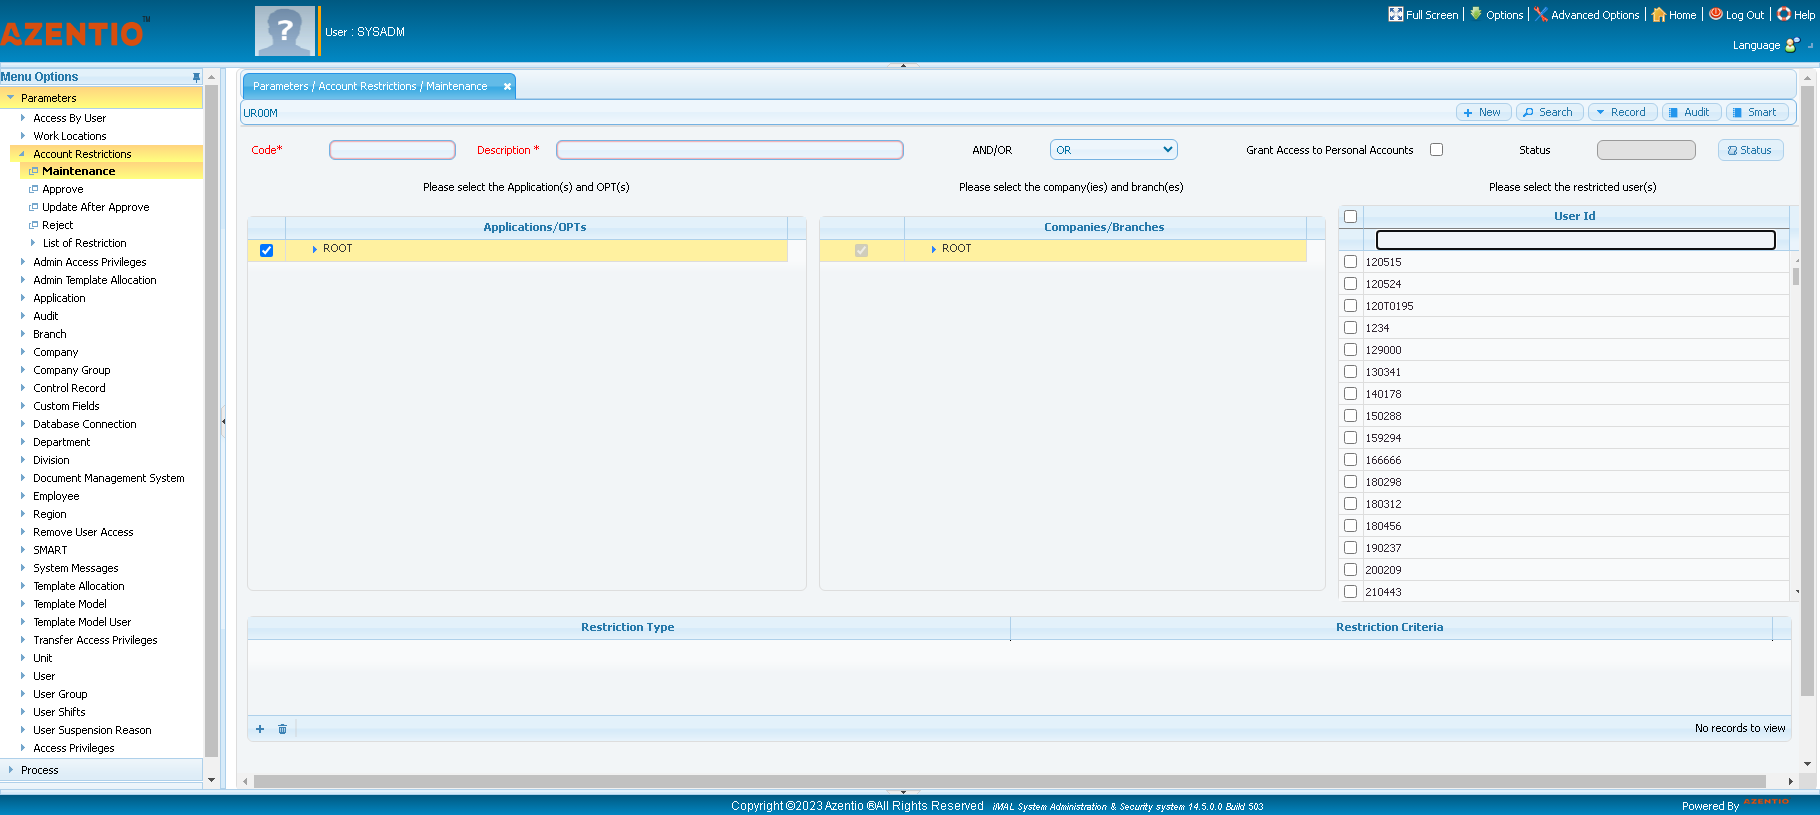 AZENTIO™
User : SYSADM
Full Screen
Options
Advanced Options
Home
Log Out
Help
Language
Menu Options
Parameters
Access By User
Work Locations
Account Restrictions
Maintenance
Approve
Update After Approve
Reject
List of Restriction
Admin Access Privileges
Admin Template Allocation
Application
Audit
Branch
Company
Company Group
Control Record
Custom Fields
Database Connection
Department
Division
Document Management System
Employee
Region
Remove User Access
SMART
System Messages
Template Allocation
Template Model
Template Model User
Transfer Access Privileges
Unit
User
User Group
User Shifts
User Suspension Reason
Access Privileges
Process
Parameters / Account Restrictions / Maintenance
UR00M
New
Search
Record
Audit
Smart
Code*
Description *
AND/OR
OR
Grant Access to Personal Accounts
Status
Status
Please select the Application(s) and OPT(s)
Please select the company(ies) and branch(es)
Please select the restricted user(s)
Applications/OPTs
ROOT
Companies/Branches
ROOT
User Id
120515
120524
120T0195
1234
129000
130341
140178
150288
159294
166666
180298
180312
180456
190237
200209
210443
Restriction Type
Restriction Criteria
No records to view
Copyright ©2023 Azentio ®All Rights Reserved iMAL System Administration & Security system 14.5.0.0 Build 503
Powered By AZENTIO